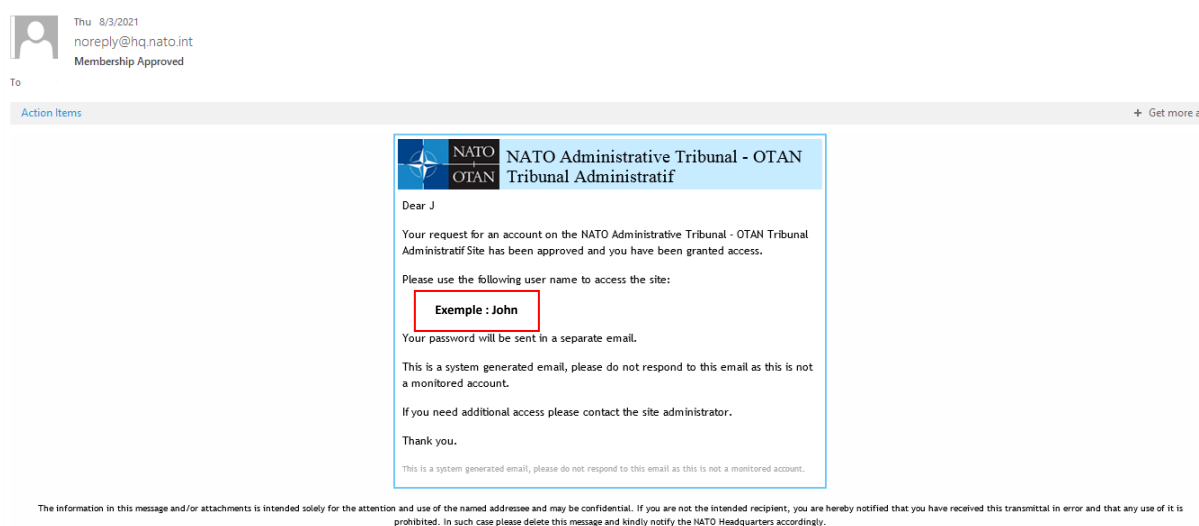 Thu 8/3/2021
noreply@hq.nato.int
Membership Approved
To
Action Items
+ Get more a
NATO
OTAN
NATO Administrative Tribunal - OTAN
Tribunal Administratif
Dear J
Your request for an account on the NATO Administrative Tribunal - OTAN Tribunal
Administratif Site has been approved and you have been granted access.
Please use the following user name to access the site:
Exemple : John
Your password will be sent in a separate email.
This is a system generated email, please do not respond to this email as this is not
a monitored account.
If you need additional access please contact the site administrator.
Thank you.
This is a system generated email, please do not respond to this email as this is not a monitored account.
The information in this message and/or attachments is intended solely for the attention and use of the named addressee and may be confidential. If you are not the intended recipient, you are hereby notified that you have received this transmittal in error and that any use of it is
prohibited. In such case please delete this message and kindly notify the NATO Headquarters accordingly.